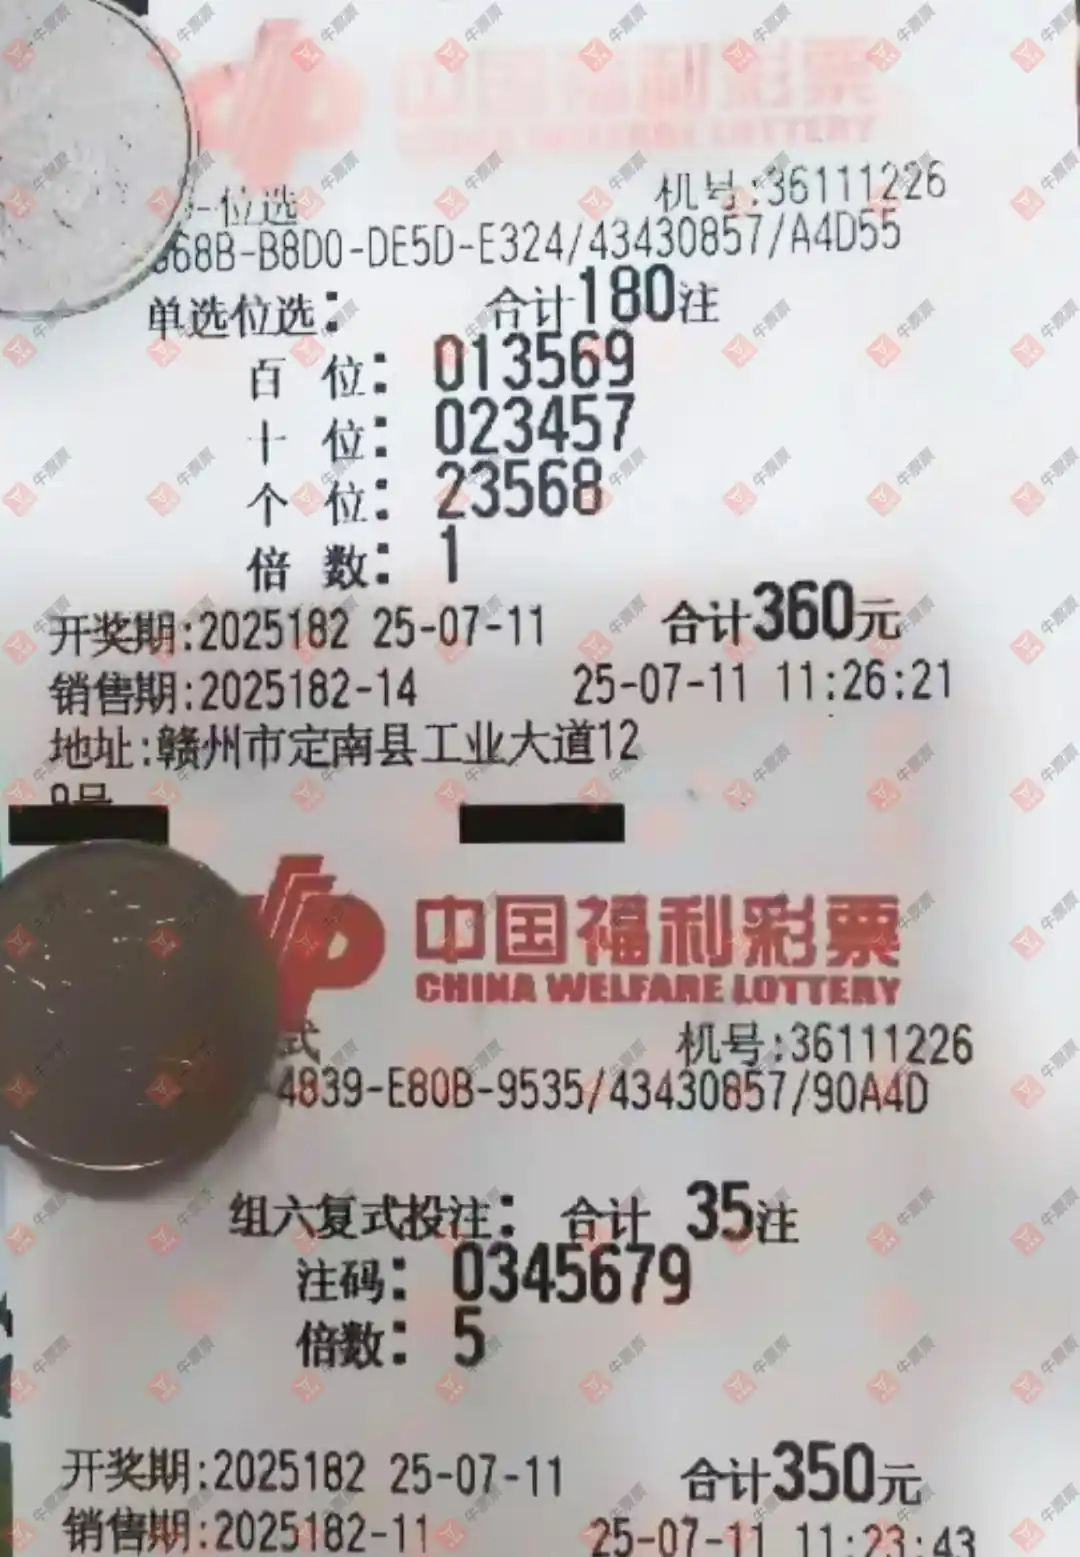 中国福利彩票
CHINA WELFARE LOTTERY
-位选 机号:36111226
68B-B8D0-DE5D-E324/43430857/A4D55
单选位选: 合计180注
百 位: 013569
十 位: 023457
个 位: 23568
倍 数: 1
开奖期:2025182 25-07-11 合计360元
销售期:2025182-14 25-07-11 11:26:21
地址:赣州市定南县工业大道12
9号
中国福利彩票
CHINA WELFARE LOTTERY
式 机号:36111226
4839-E80B-9535/43430857/90A4D
组六复式投注: 合计 35注
注码: 0345679
倍数: 5
开奖期:2025182 25-07-11 合计350元
销售期:2025182-11 25-07-11 11:23:43